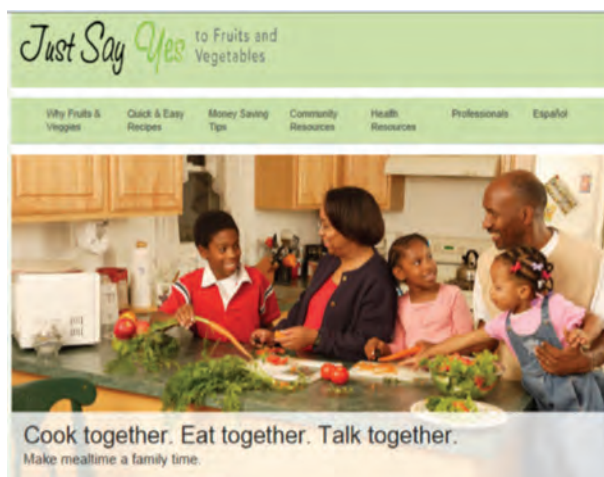 Just Say Yes to Fruits and
Vegetables
Why Fruits &
Veggies
Quick & Easy
Recipes
Money Saving
Tips
Community
Resources
Health
Resources
Professionals
Español
Cook together. Eat together. Talk together.
Make mealtime a family time.